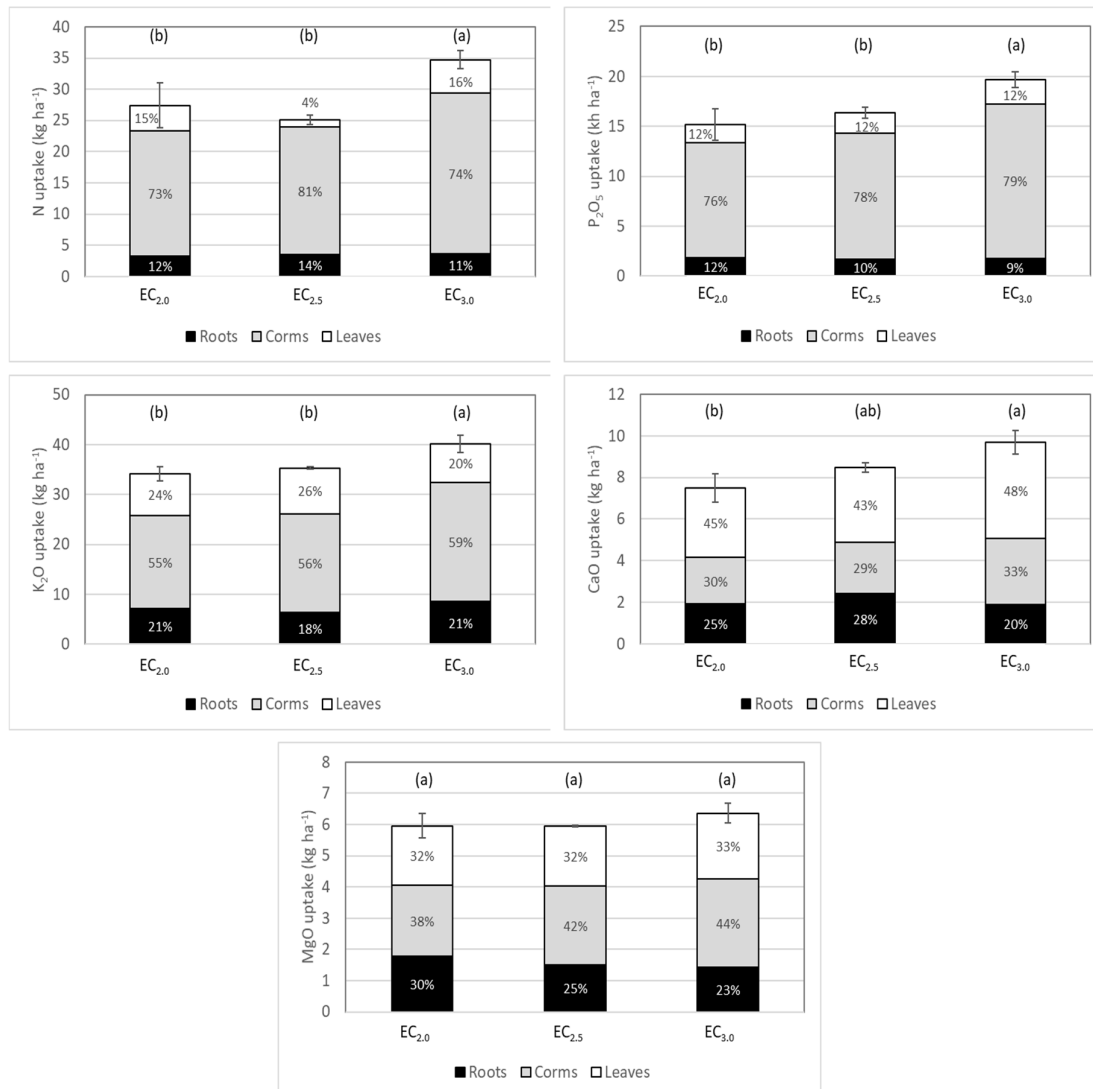 N uptake (kg ha⁻¹)
40
35
30
25
20
15
10
5
0
(b) (b) (a)
15% 4% 16%
73% 81% 74%
12% 14% 11%
EC₂.₀ EC₂.₅ EC₃.₀
Roots Corms Leaves
P₂O₅ uptake (kh ha⁻¹)
25
20
15
10
5
0
(b) (b) (a)
12% 12% 12%
76% 78% 79%
12% 10% 9%
EC₂.₀ EC₂.₅ EC₃.₀
Roots Corms Leaves
K₂O uptake (kg ha⁻¹)
50
40
30
20
10
0
(b) (b) (a)
24% 26% 20%
55% 56% 59%
21% 18% 21%
EC₂.₀ EC₂.₅ EC₃.₀
Roots Corms Leaves
CaO uptake (kg ha⁻¹)
12
10
8
6
4
2
0
(b) (ab) (a)
45% 43% 48%
30% 29% 33%
25% 28% 20%
EC₂.₀ EC₂.₅ EC₃.₀
Roots Corms Leaves
MgO uptake (kg ha⁻¹)
8
7
6
5
4
3
2
1
0
(a) (a) (a)
32% 32% 33%
38% 42% 44%
30% 25% 23%
EC₂.₀ EC₂.₅ EC₃.₀
Roots Corms Leaves